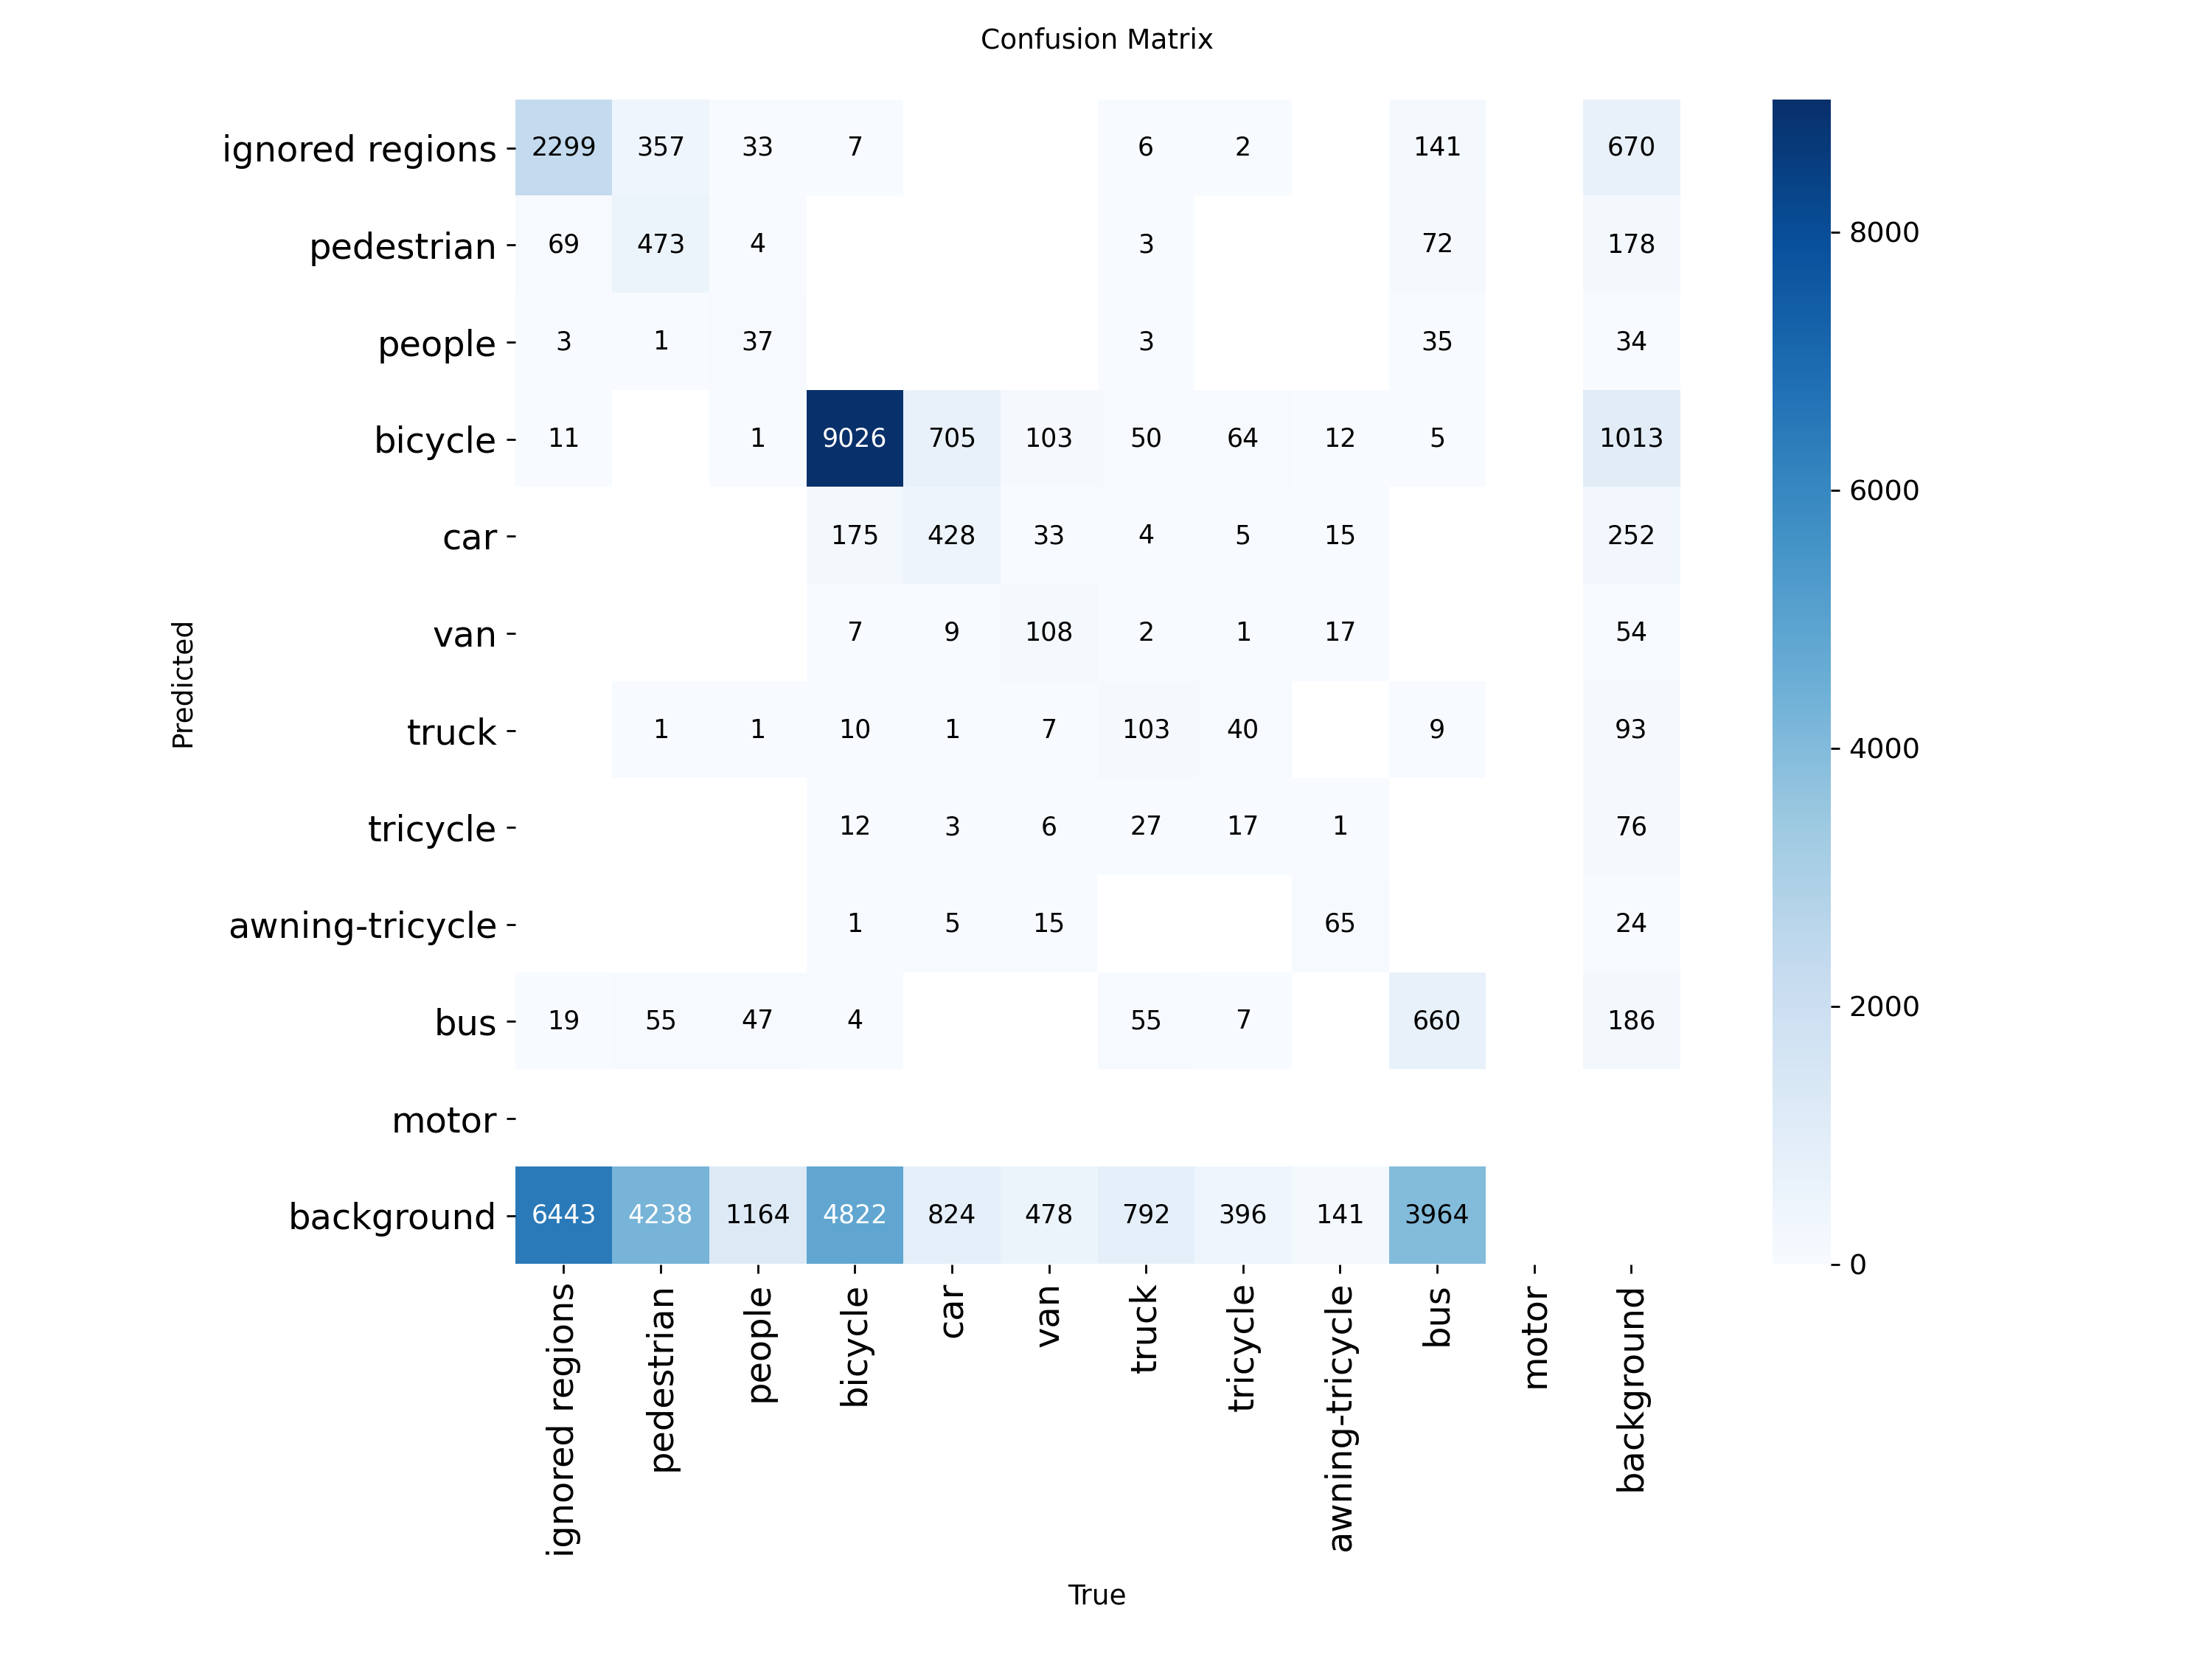 Confusion Matrix
Predicted
ignored regions 2299 357 33 7 6 2 141 670
pedestrian 69 473 4 3 72 178
people 3 1 37 3 35 34
bicycle 11 1 9026 705 103 50 64 12 5 1013
car 175 428 33 4 5 15 252
van 7 9 108 2 1 17 54
truck 1 1 10 1 7 103 40 9 93
tricycle 12 3 6 27 17 1 76
awning-tricycle 1 5 15 65 24
bus 19 55 47 4 55 7 660 186
motor
background 6443 4238 1164 4822 824 478 792 396 141 3964
ignored regions
pedestrian
people
bicycle
car
van
truck
tricycle
awning-tricycle
bus
motor
background
True
8000
6000
4000
2000
0